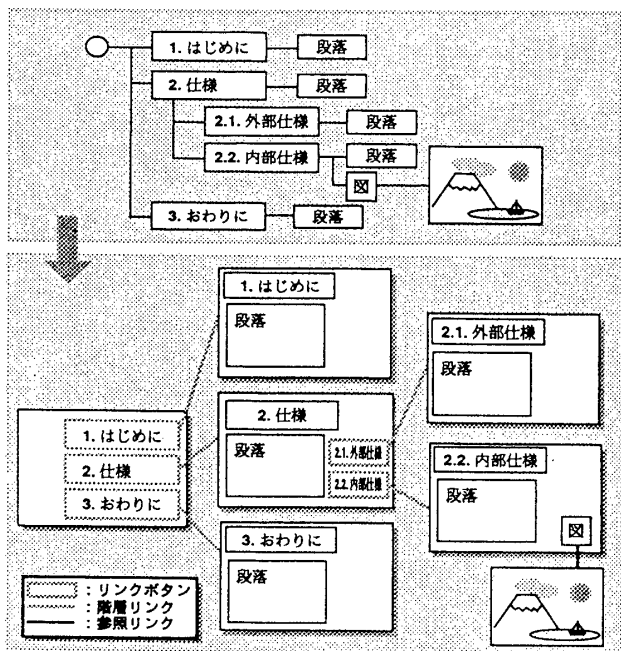 1. はじめに
段落
2. 仕様
段落
2.1. 外部仕様
段落
2.2. 内部仕様
段落
図
3. おわりに
段落
1. はじめに
段落
2.1. 外部仕様
段落
1. はじめに
2. 仕様
3. おわりに
2. 仕様
段落
2.1. 外部仕様
2.2. 内部仕様
2.2. 内部仕様
段落
図
3. おわりに
段落
：リンクボタン
：階層リンク
：参照リンク